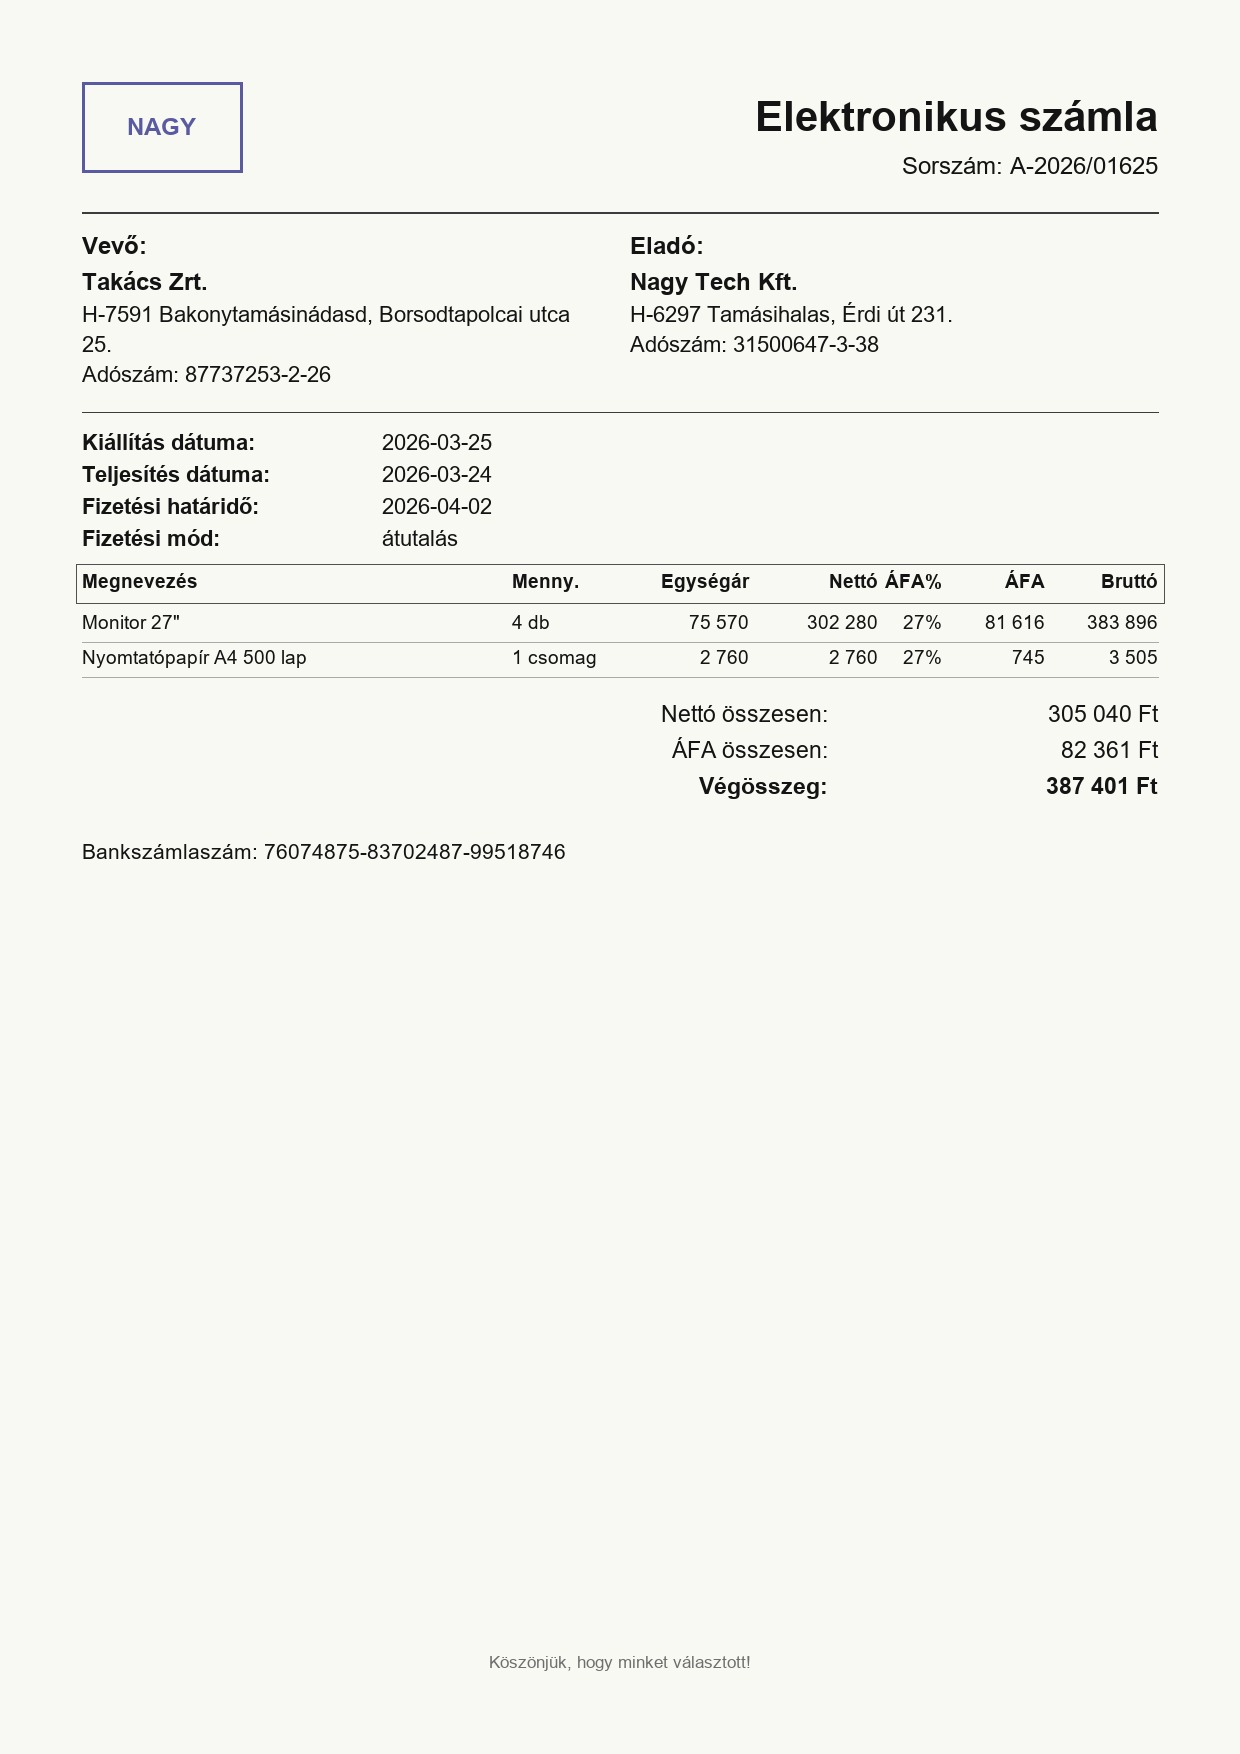 NAGY
Elektronikus számla
Sorszám: A-2026/01625
Vevő:
Takács Zrt.
H-7591 Bakonytamásinádasd, Borsodtapolcai utca
25.
Adószám: 87737253-2-26
Eladó:
Nagy Tech Kft.
H-6297 Tamásihalas, Érdi út 231.
Adószám: 31500647-3-38
Kiállítás dátuma: 2026-03-25
Teljesítés dátuma: 2026-03-24
Fizetési határidő: 2026-04-02
Fizetési mód: átutalás
Megnevezés Menny. Egységár Nettó ÁFA% ÁFA Bruttó
Monitor 27" 4 db 75 570 302 280 27% 81 616 383 896
Nyomtatópapír A4 500 lap 1 csomag 2 760 2 760 27% 745 3 505
Nettó összesen: 305 040 Ft
ÁFA összesen: 82 361 Ft
Végösszeg: 387 401 Ft
Bankszámlaszám: 76074875-83702487-99518746
Köszönjük, hogy minket választott!